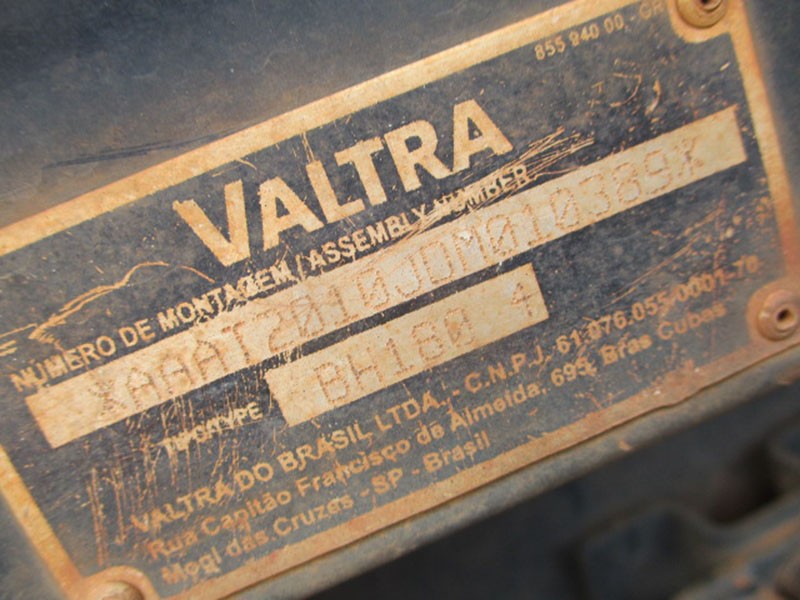 855 940 00 - GR
VALTRA
NUMERO DE MONTAGEM / ASSEMBLY NUMBER
XAAAT2010JDM010389X
TIPO/TYPE BH180 4
VALTRA DO BRASIL LTDA. - C.N.P.J. 61.076.055/0001-70
Rua Capitão Francisco de Almeida, 695, Brás Cubas
Mogi das Cruzes - SP - Brasil